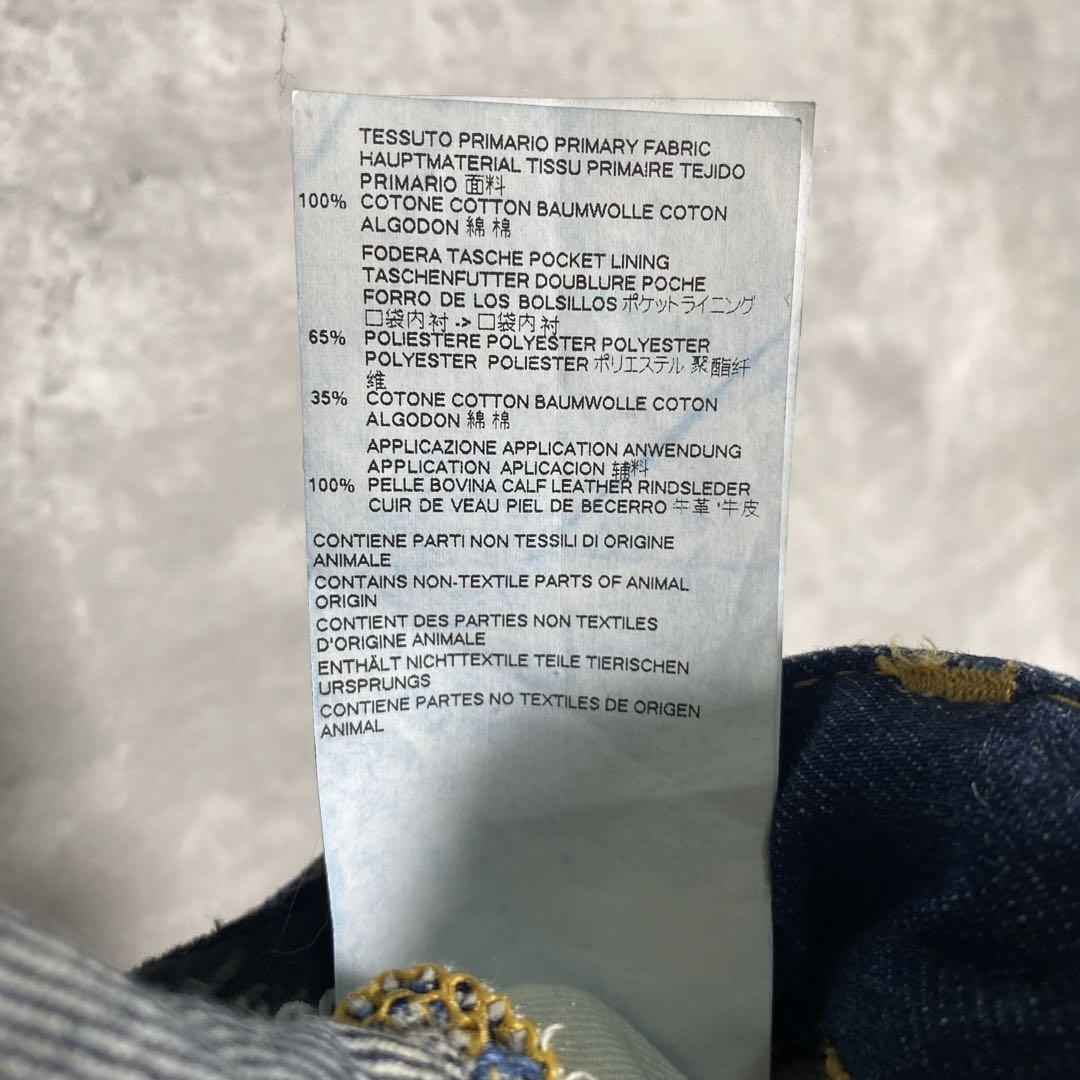 TESSUTO PRIMARIO PRIMARY FABRIC
HAUPTMATERIAL TISSU PRIMAIRE TEJIDO
PRIMARIO 面料
100% COTONE COTTON BAUMWOLLE COTON
ALGODON 綿 棉
FODERA TASCHE POCKET LINING
TASCHENFUTTER DOUBLURE POCHE
FORRO DE LOS BOLSILLOS ポケットライニング
口袋内衬 -> 口袋内衬
65% POLIESTERE POLYESTER POLYESTER
POLYESTER POLIESTER ポリエステル 聚酯纤
维
35% COTONE COTTON BAUMWOLLE COTON
ALGODON 綿 棉
APPLICAZIONE APPLICATION ANWENDUNG
APPLICATION APLICACION 辅料
100% PELLE BOVINA CALF LEATHER RINDSLEDER
CUIR DE VEAU PIEL DE BECERRO 牛革 '牛皮
CONTIENE PARTI NON TESSILI DI ORIGINE
ANIMALE
CONTAINS NON-TEXTILE PARTS OF ANIMAL
ORIGIN
CONTIENT DES PARTIES NON TEXTILES
D'ORIGINE ANIMALE
ENTHÄLT NICHTTEXTILE TEILE TIERISCHEN
URSPRUNGS
CONTIENE PARTES NO TEXTILES DE ORIGEN
ANIMAL